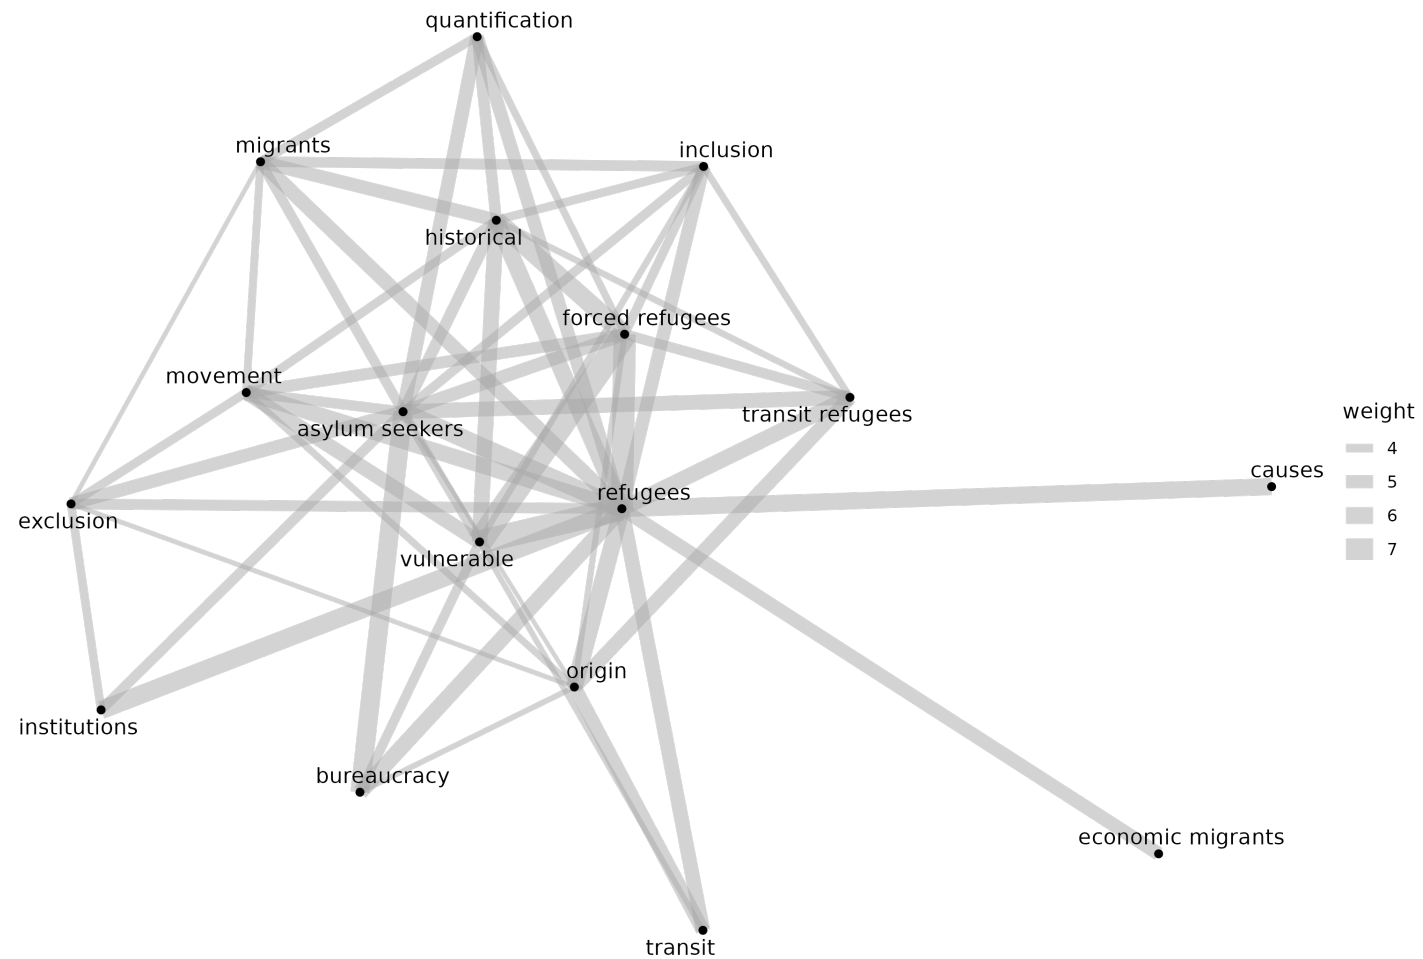 quantification
migrants
inclusion
historical
forced refugees
movement
asylum seekers
transit refugees
weight
4
causes
5
refugees
6
exclusion
7
vulnerable
origin
institutions
bureaucracy
economic migrants
transit